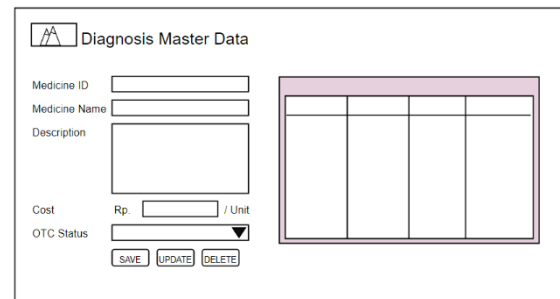 Diagnosis Master Data
Medicine ID
Medicine Name
Description
Cost Rp. / Unit
OTC Status
SAVE UPDATE DELETE